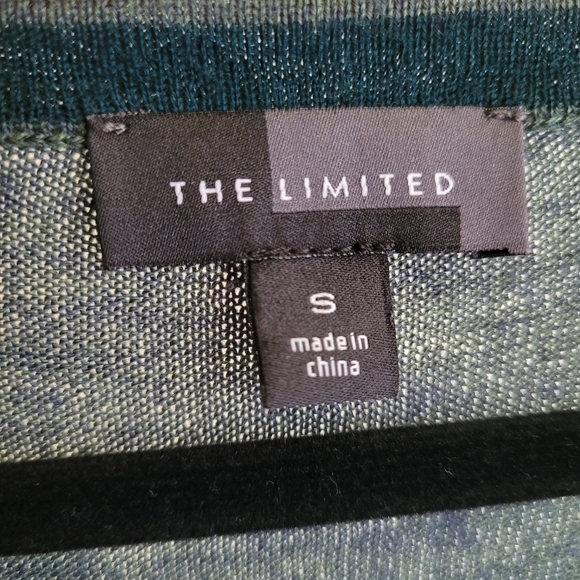 THE LIMITED
S
made in
china